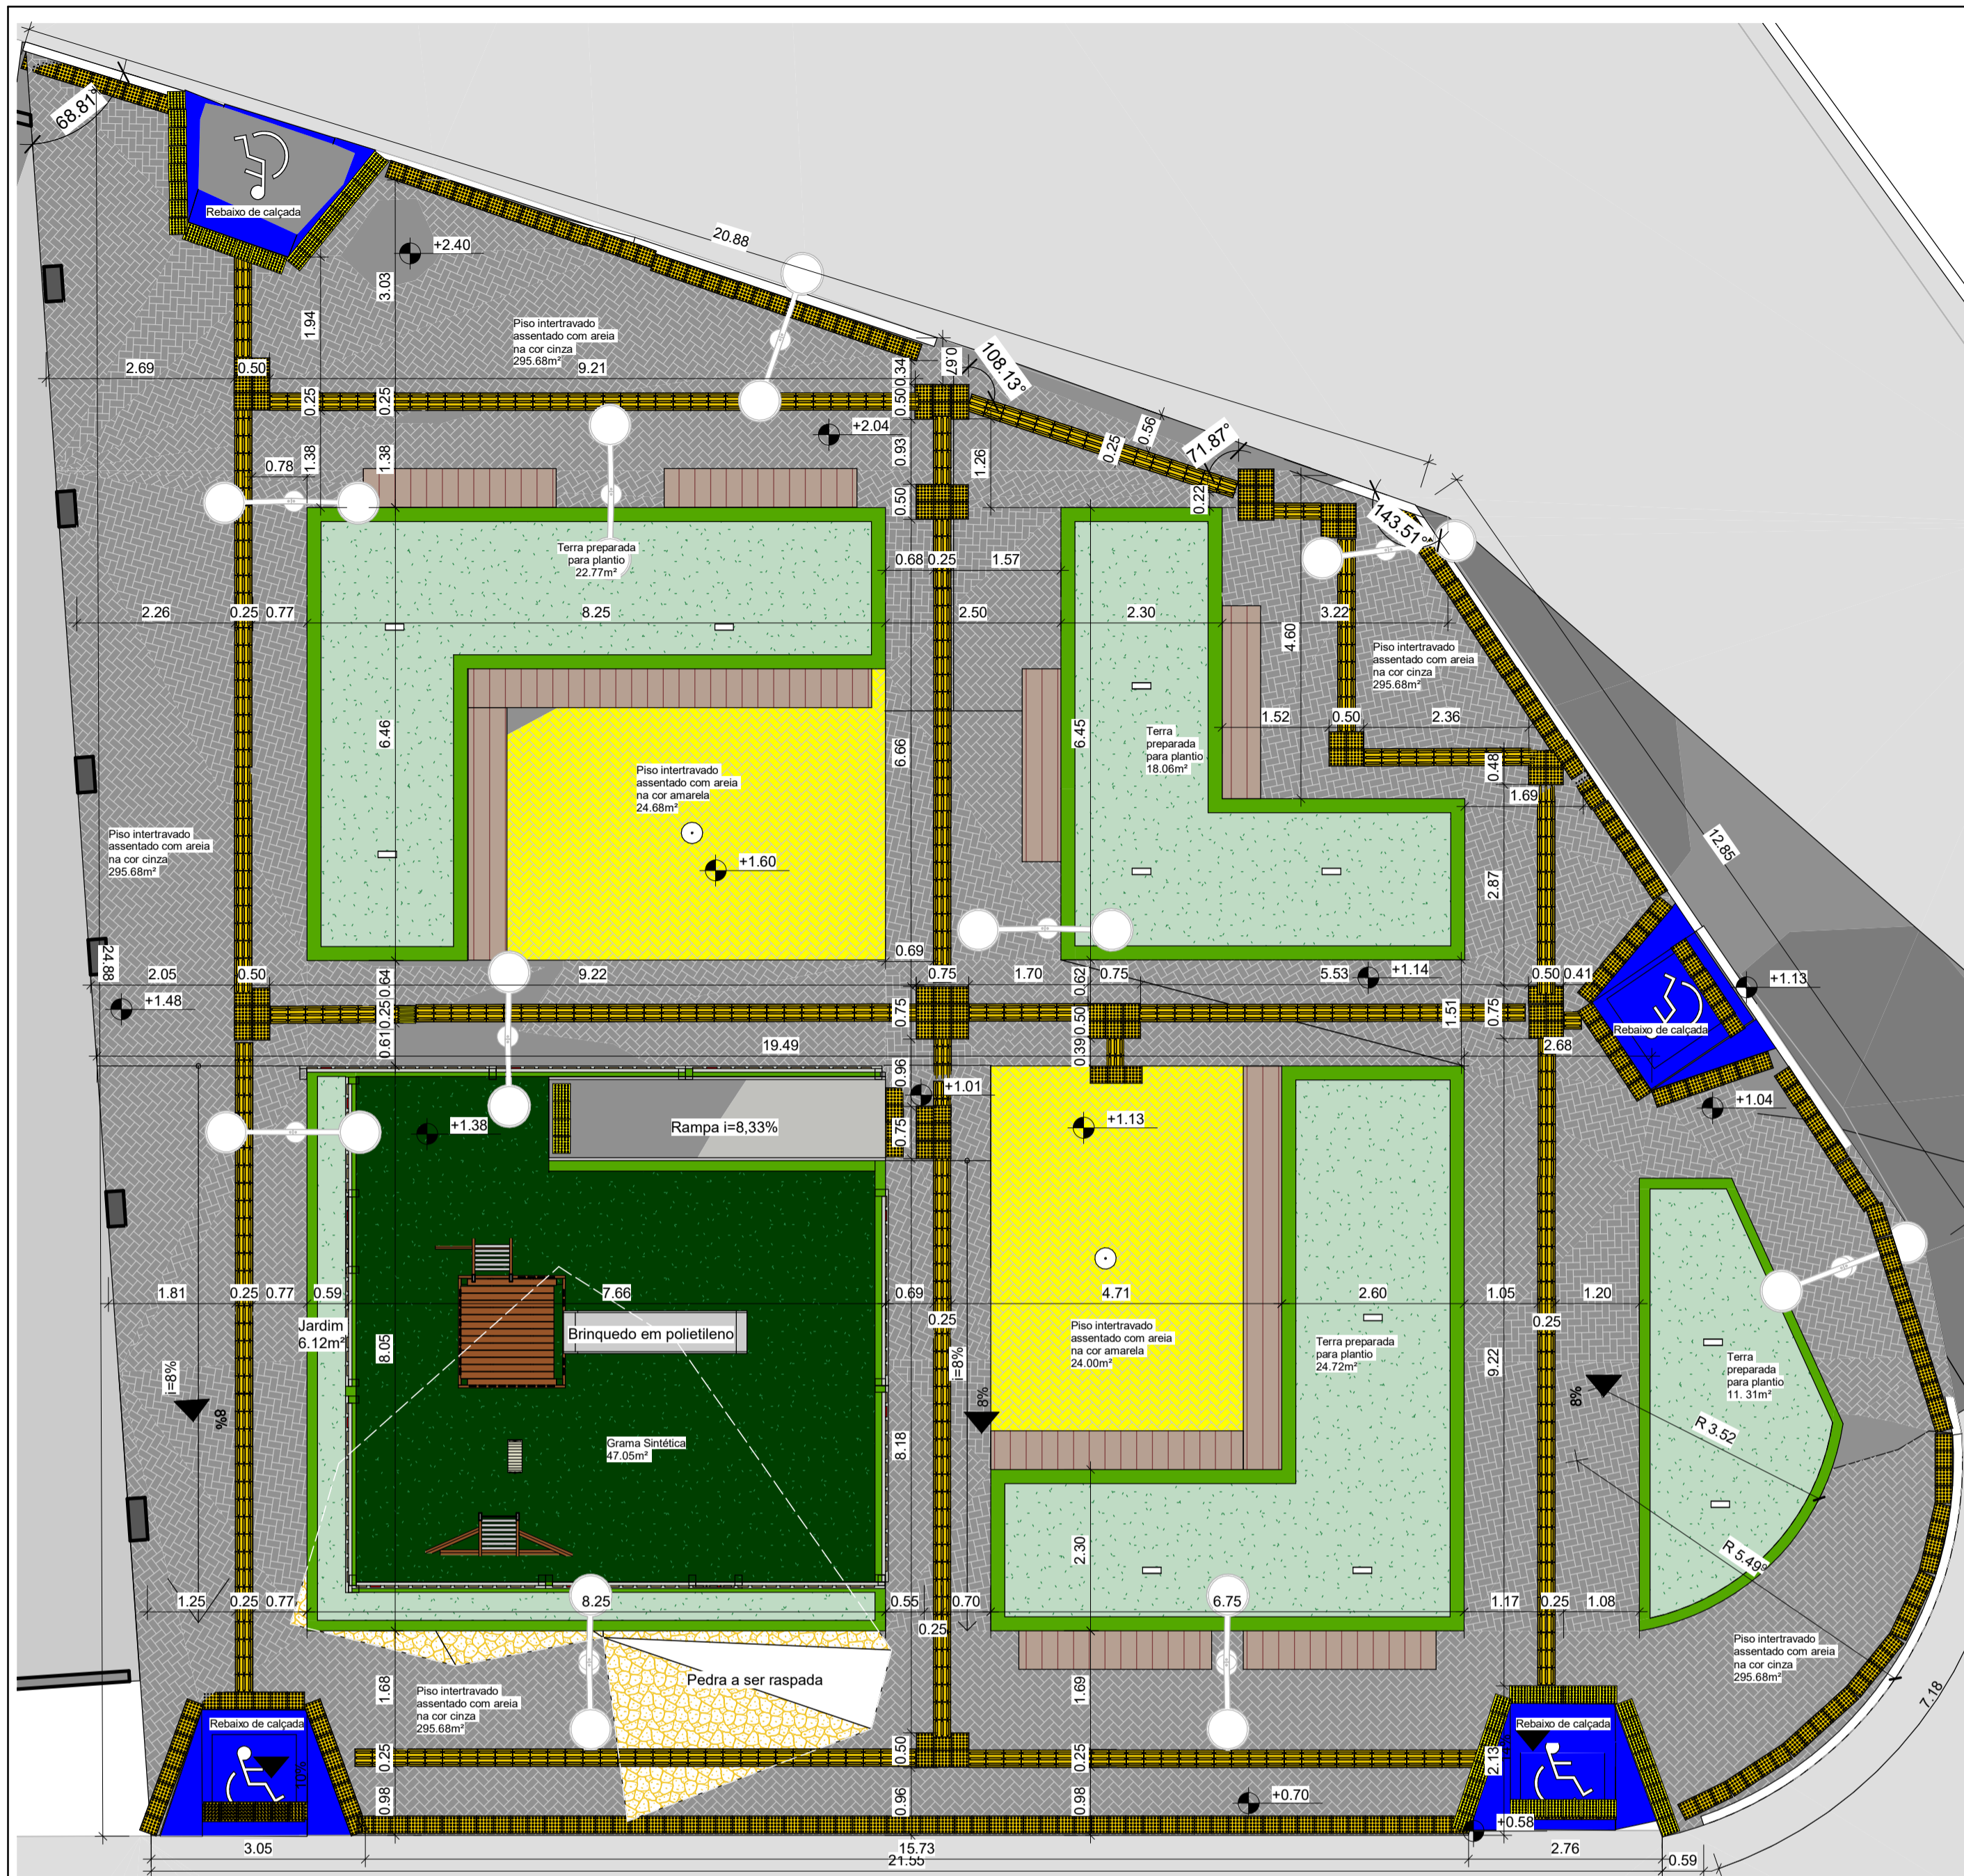 68.81°
Rebaixo de calçada
+2.40
20.88
3.03
1.94
Piso intertravado
assentado com areia
na cor cinza
295.68m²
2.69
0.50
9.21
0.34
0.67
108.13°
0.25
0.25
0.50
+2.04
0.93
0.56
0.25
71.87°
0.78
1.38
1.38
1.26
0.50
0.22
143.51°
Terra preparada
para plantio
22.77m²
0.68
0.25
1.57
2.26
0.25
0.77
8.25
2.50
2.30
3.22
4.60
Piso intertravado
assentado com areia
na cor cinza
295.68m²
6.46
6.66
6.45
Terra
preparada
para plantio
18.06m²
1.52
0.50
2.36
0.48
1.69
Piso intertravado
assentado com areia
na cor amarela
24.68m²
+1.60
12.85
Piso intertravado
assentado com areia
na cor cinza
295.68m²
2.87
24.88
2.05
0.50
0.64
9.22
0.69
0.75
1.70
0.62
0.75
5.53
+1.14
0.50
0.41
+1.13
+1.48
0.25
0.75
0.50
1.51
0.75
Rebaixo de calçada
0.61
19.49
0.39
2.68
0.96
+1.01
+1.04
+1.38
Rampa i=8,33%
0.75
+1.13
1.81
0.25
0.77
0.59
7.66
0.69
0.25
4.71
2.60
1.05
0.25
1.20
Jardim
6.12m²
8.05
Brinquedo em polietileno
Piso intertravado
assentado com areia
na cor amarela
24.00m²
Terra preparada
para plantio
24.72m²
9.22
Terra
preparada
para plantio
11. 31m²
i=8%
8%
i=8%
8%
8%
R 3.52
Grama Sintética
47.05m²
8.18
2.30
R 5.49
1.25
0.25
0.77
8.25
0.55
0.25
0.70
6.75
1.17
0.25
1.08
Pedra a ser raspada
1.68
1.69
Piso intertravado
assentado com areia
na cor cinza
295.68m²
Piso intertravado
assentado com areia
na cor cinza
295.68m²
7.18
Rebaixo de calçada
Rebaixo de calçada
0.25
0.50
0.25
2.13
10%
0.98
0.96
0.98
+0.70
+0.58
3.05
15.73
2.76
0.59
21.55